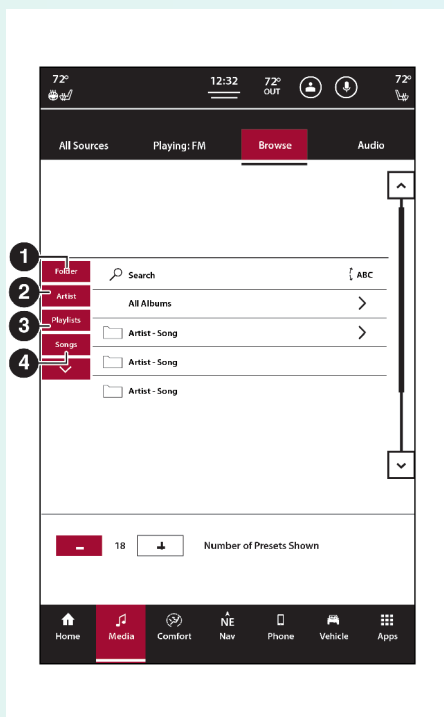 72°
12:32
72°
OUT
72°
All Sources
Playing: FM
Browse
Audio
1
Folder
Search
ABC
2
Artist
All Albums
3
Playlists
Artist - Song
4
Songs
Artist - Song
Artist - Song
18
Number of Presets Shown
Home
Media
Comfort
NE
Nav
Phone
Vehicle
Apps